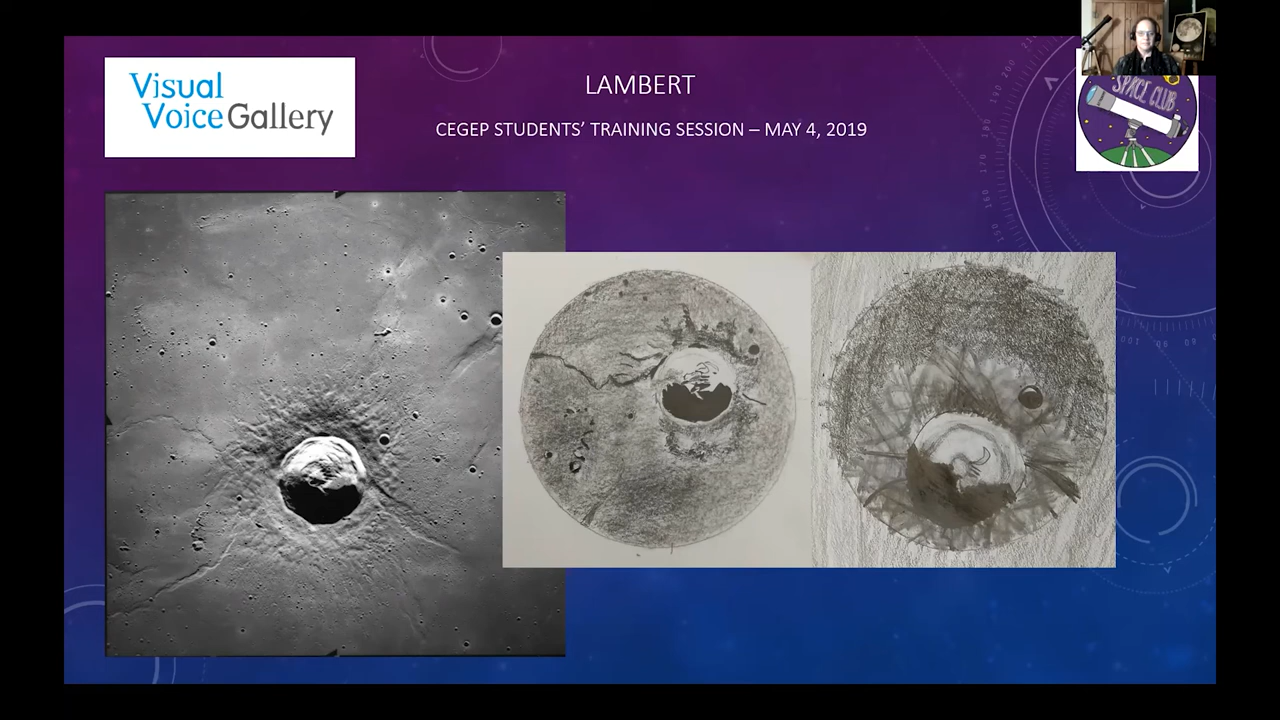 Visual
Voice Gallery
LAMBERT
CEGEP STUDENTS’ TRAINING SESSION – MAY 4, 2019
SPACE CLUB